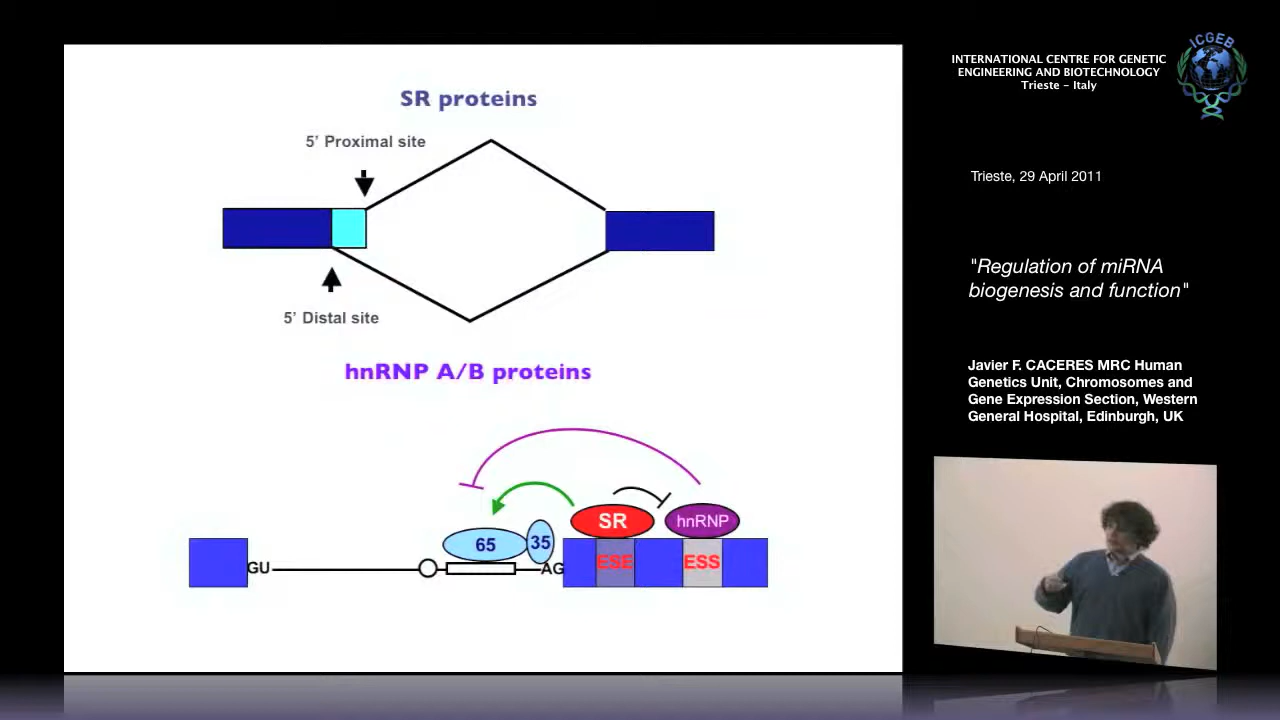 SR proteins
5’ Proximal site
5’ Distal site
hnRNP A/B proteins
SR
hnRNP
65
35
GU
AG
ESE
ESS
INTERNATIONAL CENTRE FOR GENETIC
ENGINEERING AND BIOTECHNOLOGY
Trieste – Italy
ICGEB
Trieste, 29 April 2011
"Regulation of miRNA
biogenesis and function"
Javier F. CACERES MRC Human
Genetics Unit, Chromosomes and
Gene Expression Section, Western
General Hospital, Edinburgh, UK